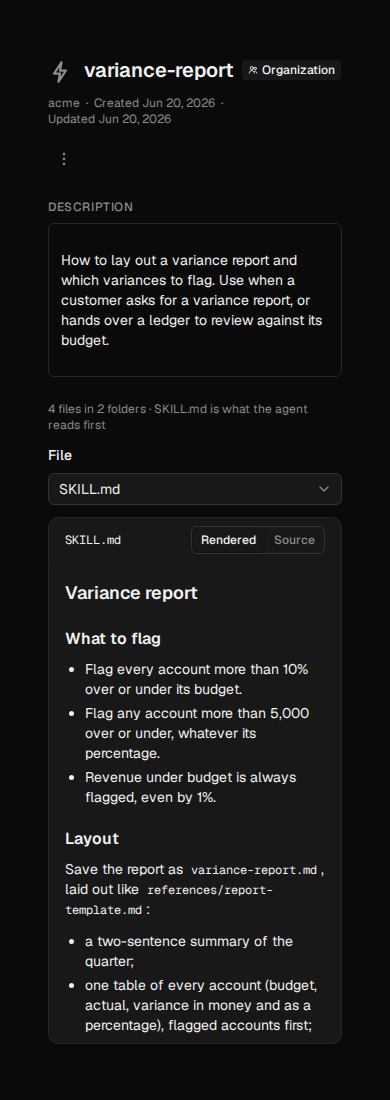 variance-report Organization
acme · Created Jun 20, 2026 ·
Updated Jun 20, 2026
DESCRIPTION
How to lay out a variance report and
which variances to flag. Use when a
customer asks for a variance report, or
hands over a ledger to review against its
budget.
4 files in 2 folders · SKILL.md is what the agent
reads first
File
SKILL.md
SKILL.md Rendered Source
Variance report
What to flag
• Flag every account more than 10%
over or under its budget.
• Flag any account more than 5,000
over or under, whatever its
percentage.
• Revenue under budget is always
flagged, even by 1%.
Layout
Save the report as variance-report.md,
laid out like references/report-
template.md:
• a two-sentence summary of the
quarter;
• one table of every account (budget,
actual, variance in money and as a
percentage), flagged accounts first;